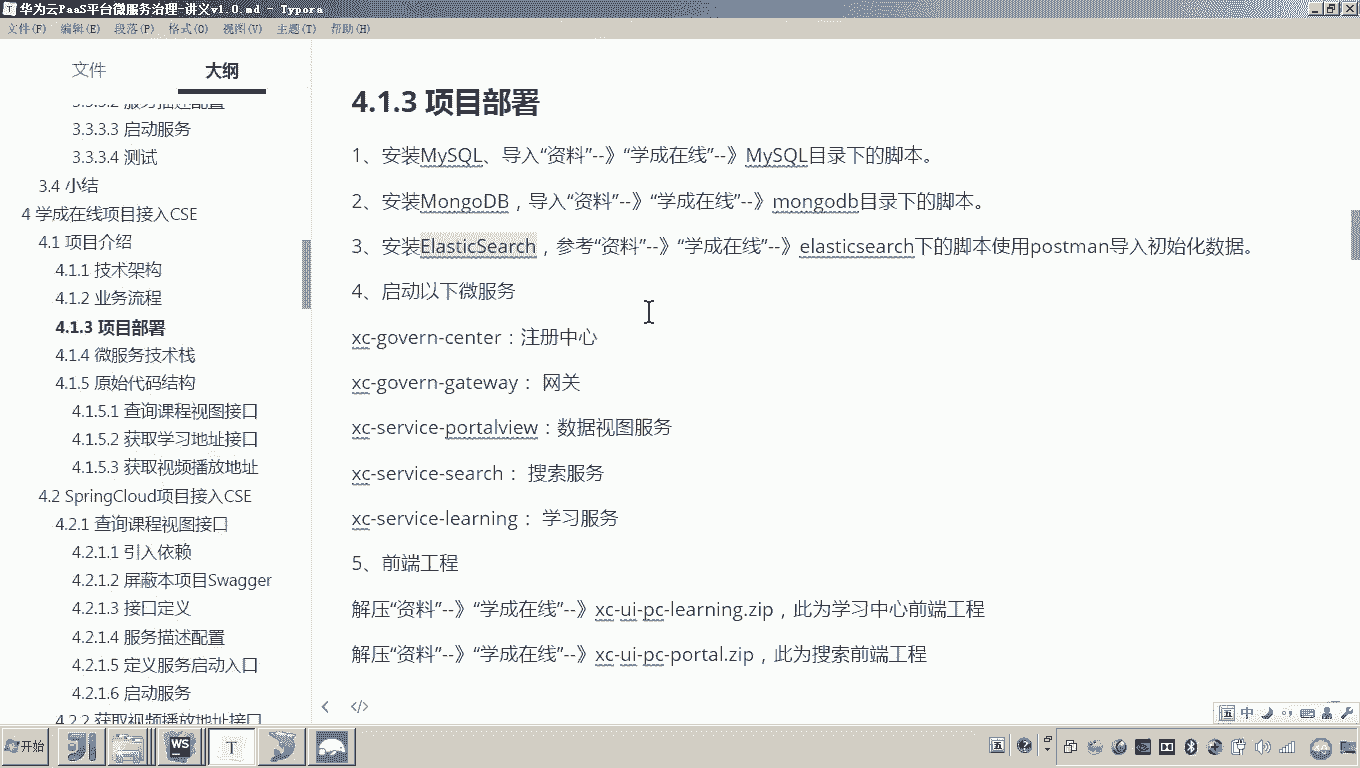 华为云PaaS平台微服务治理-讲义v1.0.md - Typora
文件(F) 编辑(E) 段落(P) 格式(O) 视图(V) 主题(T) 帮助(H)
文件 大纲
3.3.3.2 服务描述配置
3.3.3.3 启动服务
3.3.3.4 测试
3.4 小结
4 学成在线项目接入CSE
4.1 项目介绍
4.1.1 技术架构
4.1.2 业务流程
4.1.3 项目部署
4.1.4 微服务技术栈
4.1.5 原始代码结构
4.1.5.1 查询课程视图接口
4.1.5.2 获取学习地址接口
4.1.5.3 获取视频播放地址
4.2 SpringCloud项目接入CSE
4.2.1 查询课程视图接口
4.2.1.1 引入依赖
4.2.1.2 屏蔽本项目Swagger
4.2.1.3 接口定义
4.2.1.4 服务描述配置
4.2.1.5 定义服务启动入口
4.2.1.6 启动服务
4.2.2 获取视频播放地址接口
4.1.3 项目部署
1、安装MySQL、导入“资料”--》“学成在线”--》MySQL目录下的脚本。
2、安装MongoDB，导入“资料”--》“学成在线”--》mongodb目录下的脚本。
3、安装ElasticSearch，参考“资料”--》“学成在线”--》elasticsearch下的脚本使用postman导入初始化数据。
4、启动以下微服务
xc-govern-center：注册中心
xc-govern-gateway： 网关
xc-service-portalview：数据视图服务
xc-service-search： 搜索服务
xc-service-learning： 学习服务
5、前端工程
解压“资料”--》“学成在线”--》xc-ui-pc-learning.zip，此为学习中心前端工程
解压“资料”--》“学成在线”--》xc-ui-pc-portal.zip，此为搜索前端工程
五 中
开始 WS T 五